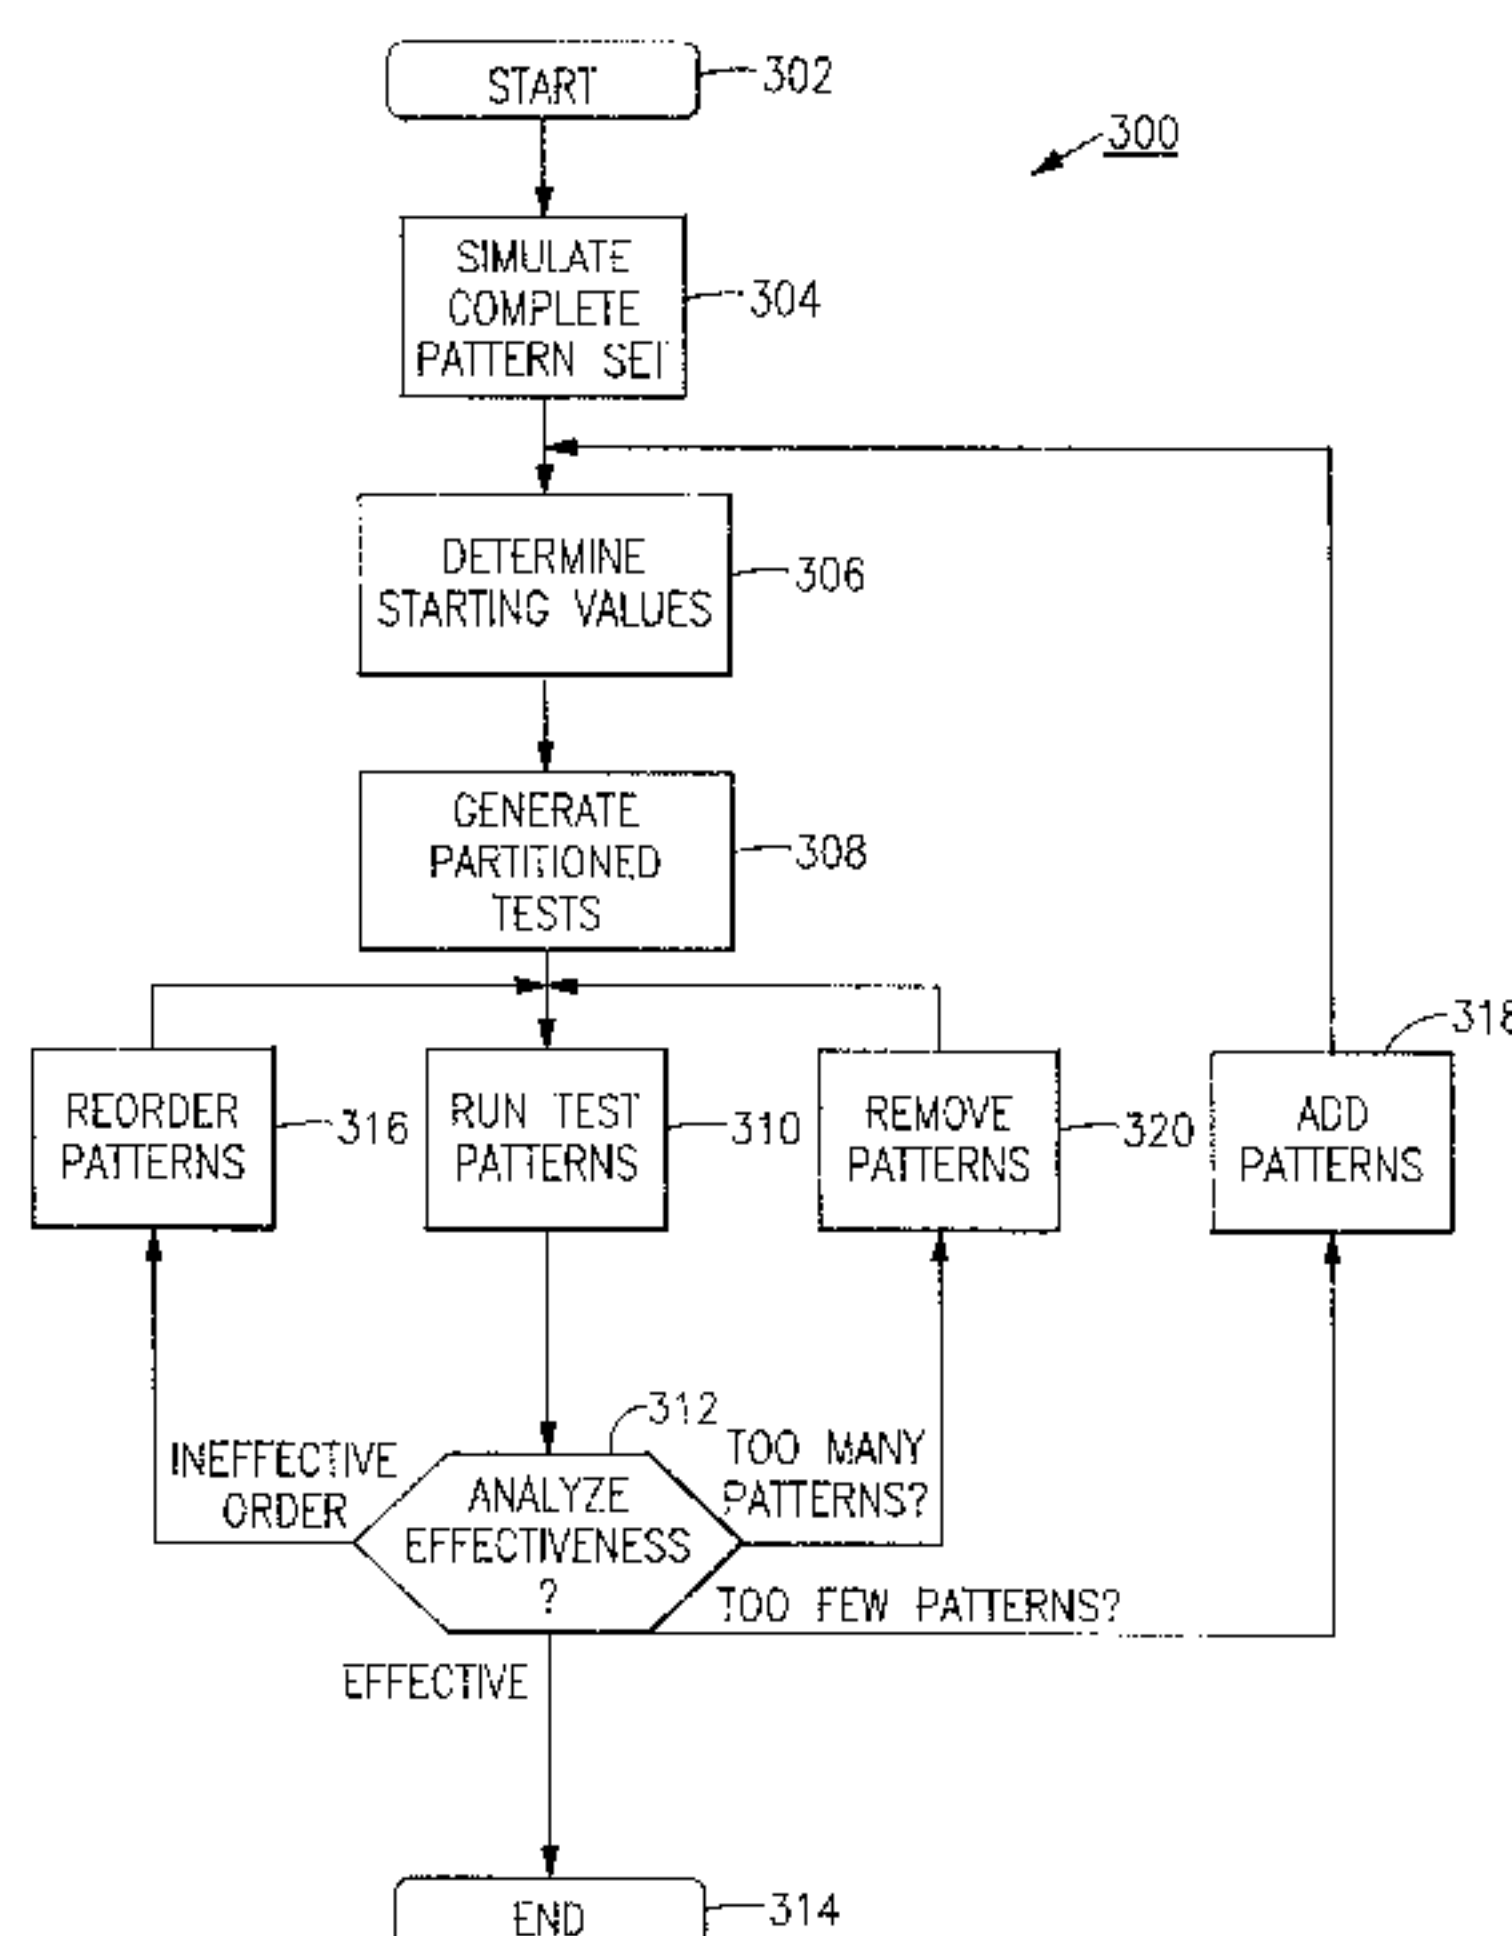 START
302
300
SIMULATE
COMPLETE
PATTERN SET
304
DETERMINE
STARTING VALUES
306
GENERATE
PARTITIONED
TESTS
308
318
REORDER
PATTERNS
316
RUN TEST
PATTERNS
310
REMOVE
PATTERNS
320
ADD
PATTERNS
312
INEFFECTIVE
ORDER
ANALYZE
EFFECTIVENESS
?
TOO MANY
PATTERNS?
TOO FEW PATTERNS?
EFFECTIVE
END
314